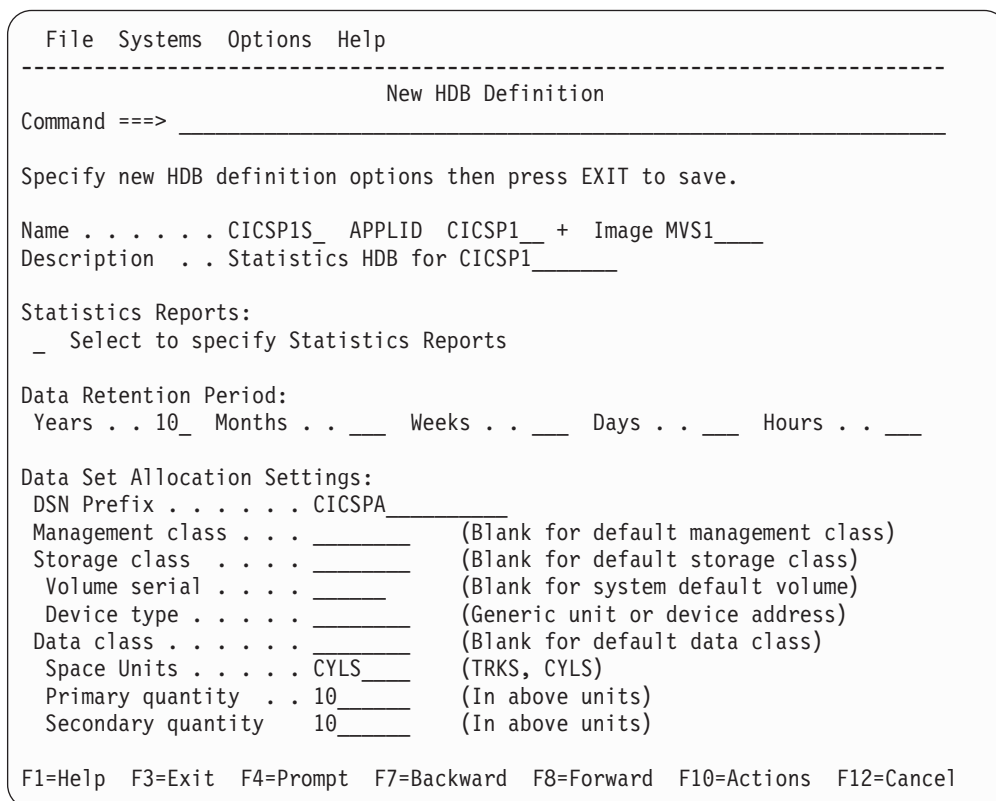 File  Systems  Options  Help
----------------------------------------------------------------------------
New HDB Definition
Command ===> _______________________________________________________________
Specify new HDB definition options then press EXIT to save.
Name . . . . . . CICSP1S_  APPLID  CICSP1__ +  Image MVS1____
Description  . . Statistics HDB for CICSP1_______
Statistics Reports:
_  Select to specify Statistics Reports
Data Retention Period:
Years . . 10_  Months . . ___  Weeks . . ___  Days . . ___  Hours . . ___
Data Set Allocation Settings:
DSN Prefix . . . . . . CICSPA__________
Management class . . . ________    (Blank for default management class)
Storage class  . . . . ________    (Blank for default storage class)
Volume serial . . . . ______      (Blank for system default volume)
Device type . . . . . ________    (Generic unit or device address)
Data class . . . . . . ________    (Blank for default data class)
Space Units . . . . . CYLS____    (TRKS, CYLS)
Primary quantity  . . 10______    (In above units)
Secondary quantity    10______    (In above units)
F1=Help  F3=Exit  F4=Prompt  F7=Backward  F8=Forward  F10=Actions  F12=Cancel